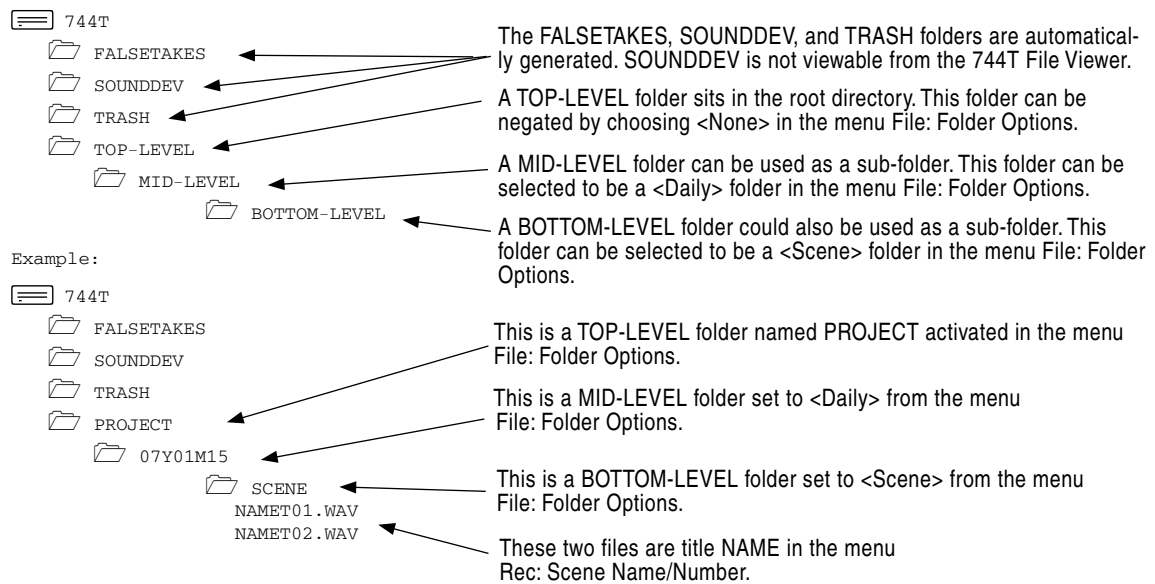 744T
FALSETAKES
SOUNDDEV
TRASH
TOP-LEVEL
MID-LEVEL
BOTTOM-LEVEL
The FALSETAKES, SOUNDDEV, and TRASH folders are automatical-
ly generated. SOUNDDEV is not viewable from the 744T File Viewer.
A TOP-LEVEL folder sits in the root directory. This folder can be
negated by choosing <None> in the menu File: Folder Options.
A MID-LEVEL folder can be used as a sub-folder. This folder can be
selected to be a <Daily> folder in the menu File: Folder Options.
A BOTTOM-LEVEL folder could also be used as a sub-folder. This
folder can be selected to be a <Scene> folder in the menu File: Folder
Options.
Example:
744T
FALSETAKES
SOUNDDEV
TRASH
PROJECT
07Y01M15
SCENE
NAMET01.WAV
NAMET02.WAV
This is a TOP-LEVEL folder named PROJECT activated in the menu
File: Folder Options.
This is a MID-LEVEL folder set to <Daily> from the menu
File: Folder Options.
This is a BOTTOM-LEVEL folder set to <Scene> from the menu
File: Folder Options.
These two files are title NAME in the menu
Rec: Scene Name/Number.